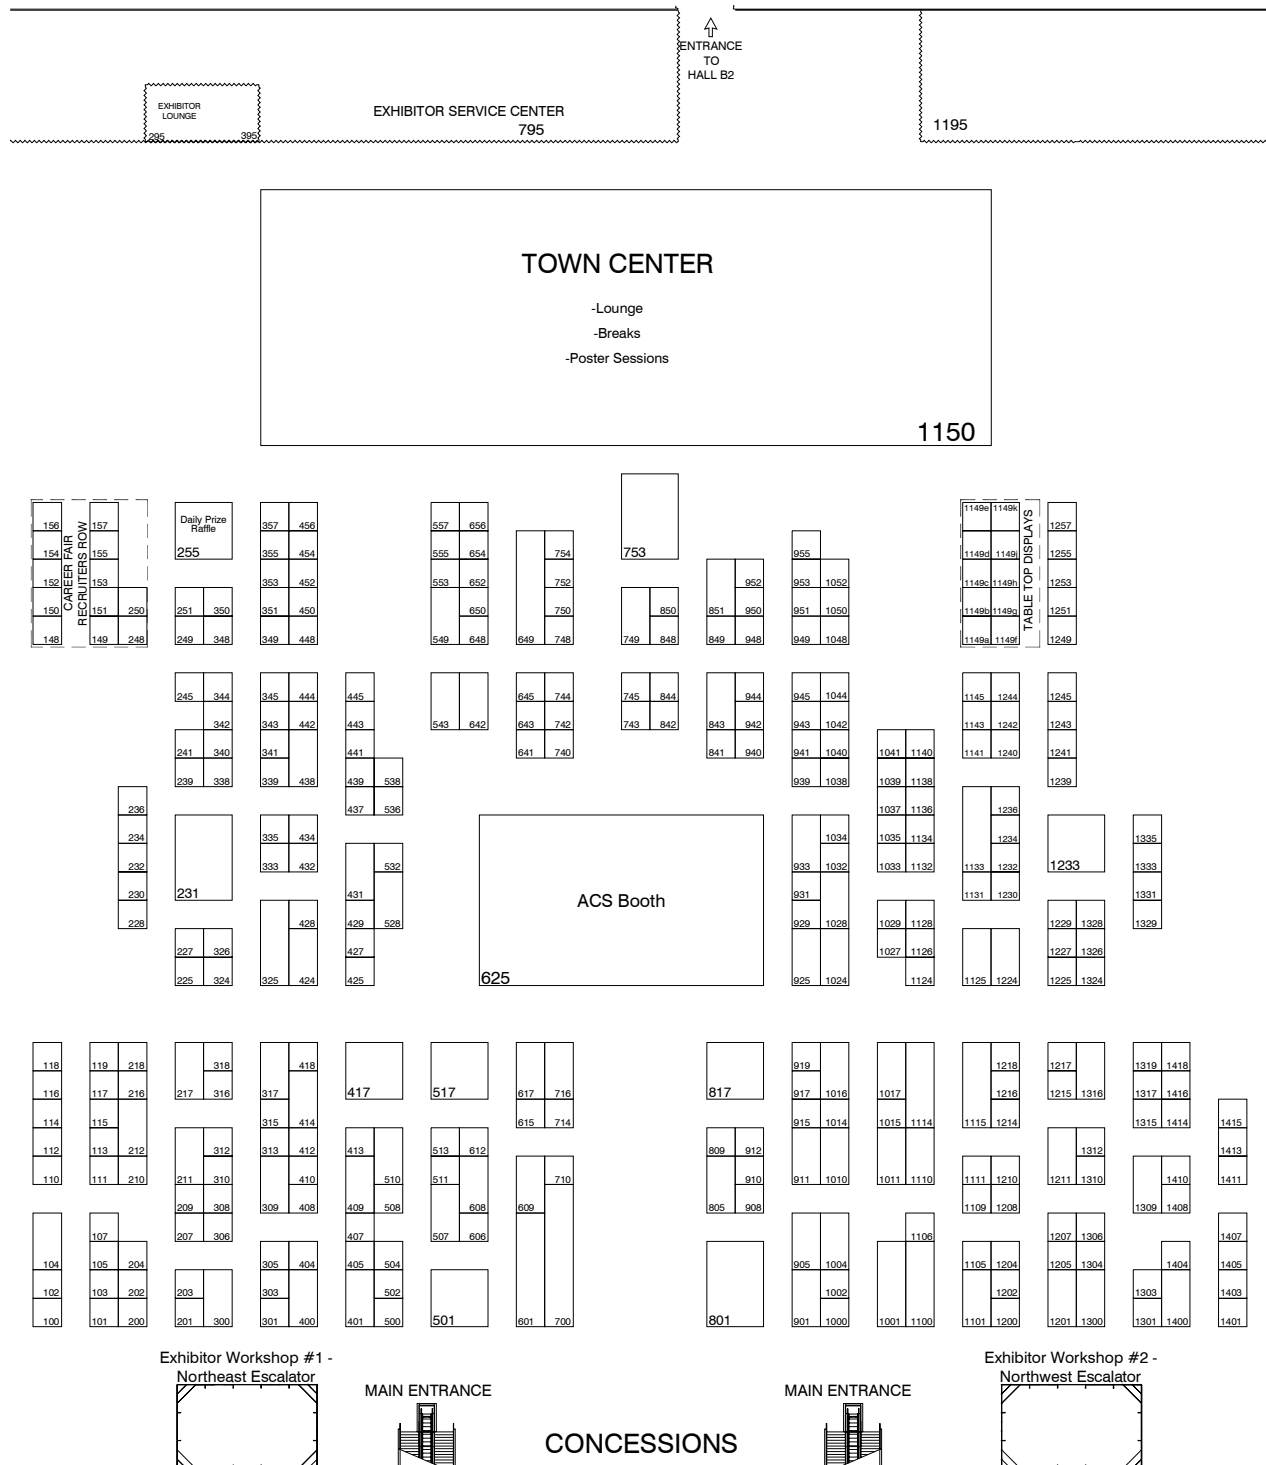 ENTRANCE
TO
HALL B2
EXHIBITOR
LOUNGE
295 395
EXHIBITOR SERVICE CENTER
795
1195
TOWN CENTER
-Lounge
-Breaks
-Poster Sessions
1150
156 157 Daily Prize 357 456 557 656 1149e 1149k 1257
Raffle
154 155 255 355 454 555 654 754 753 955 1149d 1149j 1255
152 153 353 452 553 652 752 952 953 1052 1149c 1149h 1253
150 151 250 251 350 351 450 650 750 850 851 950 951 1050 1149b 1149g 1251
148 149 248 249 348 349 448 549 648 649 748 749 848 849 948 949 1048 1149a 1149f 1249
CAREER FAIR
RECRUITERS ROW
TABLE TOP DISPLAYS
245 344 345 444 445 645 744 745 844 944 945 1044 1145 1244 1245
342 343 442 443 543 642 643 742 743 842 843 942 943 1042 1143 1242 1243
241 340 341 441 641 740 841 940 941 1040 1041 1140 1141 1240 1241
239 338 339 438 439 538 939 1038 1039 1138 1239
236 437 536 1037 1136 1236
234 335 434 1034 1035 1134 1234 1335
232 333 432 532 933 1032 1033 1132 1133 1232 1233 1333
230 231 431 931 1131 1230 1331
ACS Booth
228 428 429 528 929 1028 1029 1128 1229 1328 1329
227 326 427 1027 1126 1227 1326
225 324 325 424 425 625 925 1024 1124 1125 1224 1225 1324
118 119 218 318 418 919 1218 1217 1319 1418
116 117 216 217 316 317 417 517 617 716 817 917 1016 1017 1216 1215 1316 1317 1416
114 115 315 414 615 714 915 1014 1015 1114 1115 1214 1315 1414 1415
112 113 212 312 313 412 413 513 612 809 912 1312 1413
110 111 210 211 310 410 510 511 710 910 911 1010 1011 1110 1111 1210 1211 1310 1410 1411
209 308 309 408 409 508 608 609 805 908 1109 1208 1309 1408
107 207 306 407 507 606 1106 1207 1306 1407
104 105 204 305 404 405 504 905 1004 1105 1204 1205 1304 1404 1405
102 103 202 203 303 502 1002 1202 1303 1403
100 101 200 201 300 301 400 401 500 501 601 700 801 901 1000 1001 1100 1101 1200 1201 1300 1301 1400 1401
Exhibitor Workshop #1 -
Northeast Escalator
MAIN ENTRANCE
CONCESSIONS
MAIN ENTRANCE
Exhibitor Workshop #2 -
Northwest Escalator